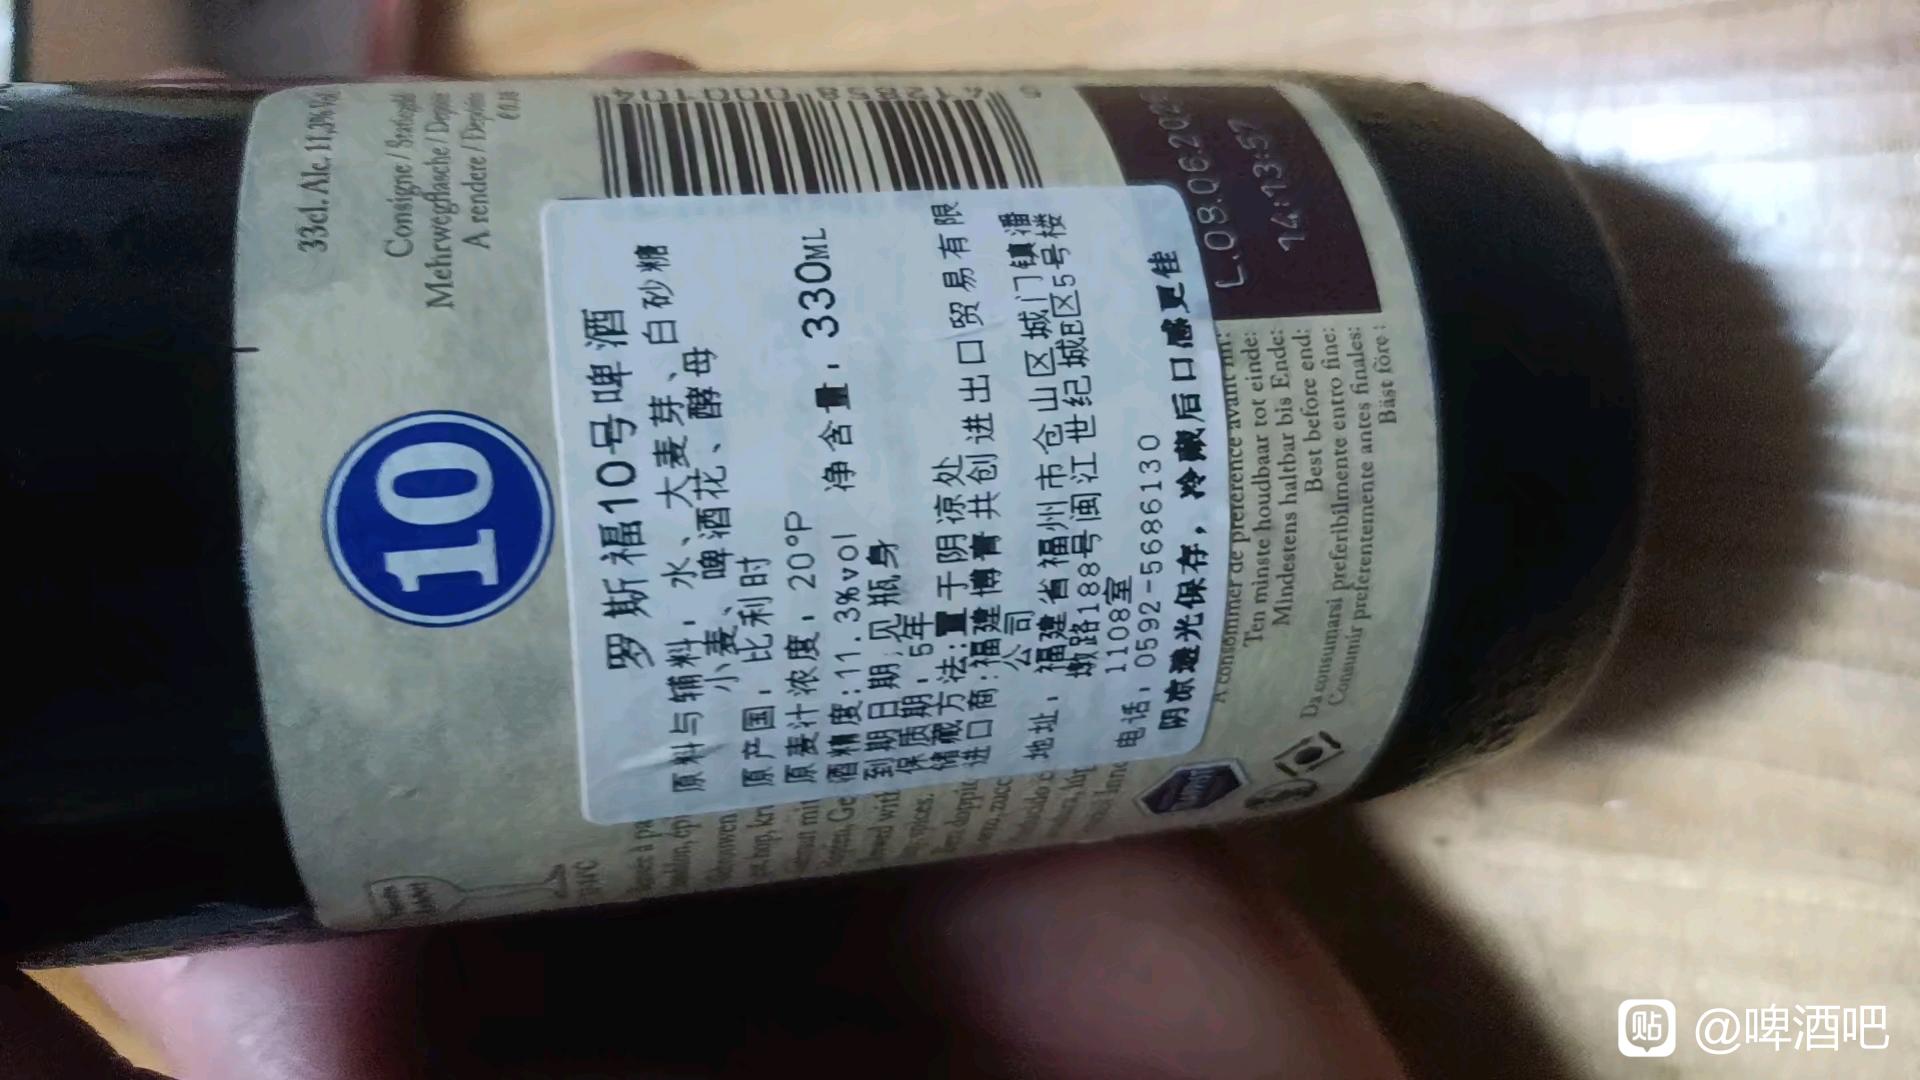 33cl. Alc. 11,3% Vol
Consigne / Statiegeld
Mehrwegflasche / Depot
A rendere / Depósito
10
000104
412858
5
罗斯福10号啤酒
原料与辅料：水、大麦芽、白砂糖
小麦、啤酒花、酵母
原产国：比利时
原麦汁浓度：20°P
酒精度:11.3%vol 净含量：330ML
到期日期:见瓶身
保质期：5年
储藏方法:置于阴凉处
进口商:福建博膏共创进出口贸易有限
公司
地址：福建省福州市仓山区城门镇潘
墩路188号闽江世纪城E区5号楼
1108室
电话：0592-5686130
阴凉避光保存，冷藏后口感更佳
L.08.06.202
14:13:57
A consommer de préférence avant fin:
Ten minste houdbaar tot einde:
Mindestens haltbar bis Ende:
Best before end:
Da consumarsi preferibilmente entro fine:
Consumir preferentemente antes finales:
Bäst före:
贴 @啤酒吧